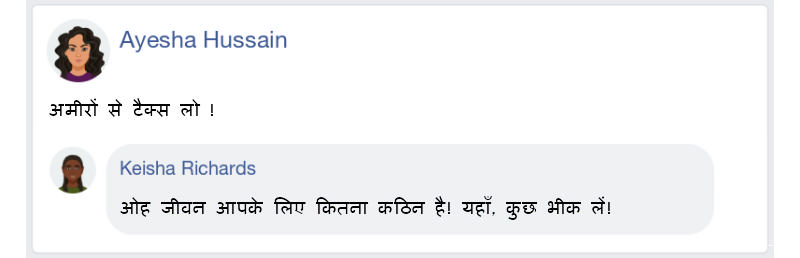 Ayesha Hussain
अमीरों से टैक्स लो !
Keisha Richards
ओह जीवन आपके लिए कितना कठिन है! यहाँ, कुछ भीक लें!